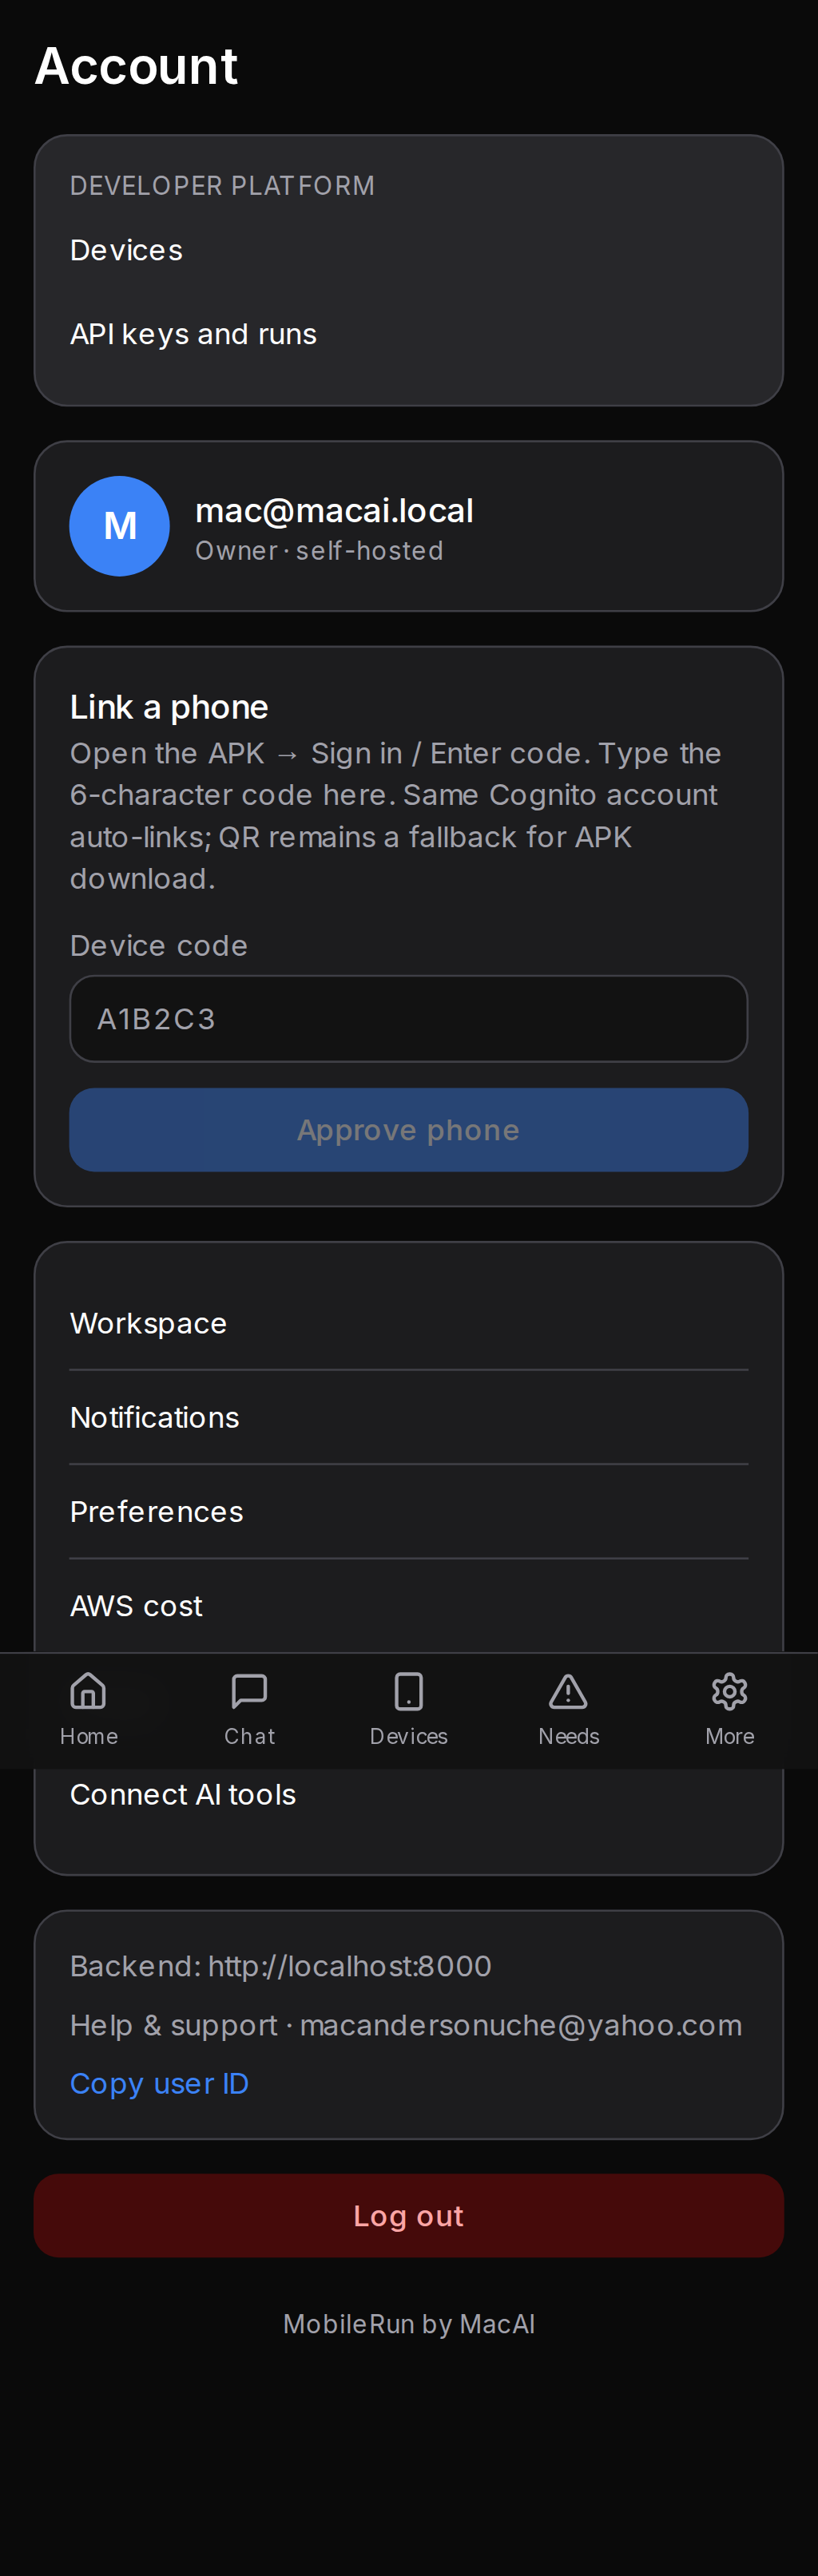 Account
DEVELOPER PLATFORM
Devices
API keys and runs
M
mac@macai.local
Owner · self-hosted
Link a phone
Open the APK → Sign in / Enter code. Type the
6-character code here. Same Cognito account
auto-links; QR remains a fallback for APK
download.
Device code
A1B2C3
Approve phone
Workspace
Notifications
Preferences
AWS cost
Home Chat Devices Needs More
Connect AI tools
Backend: http://localhost:8000
Help & support · macandersonuche@yahoo.com
Copy user ID
Log out
MobileRun by MacAI